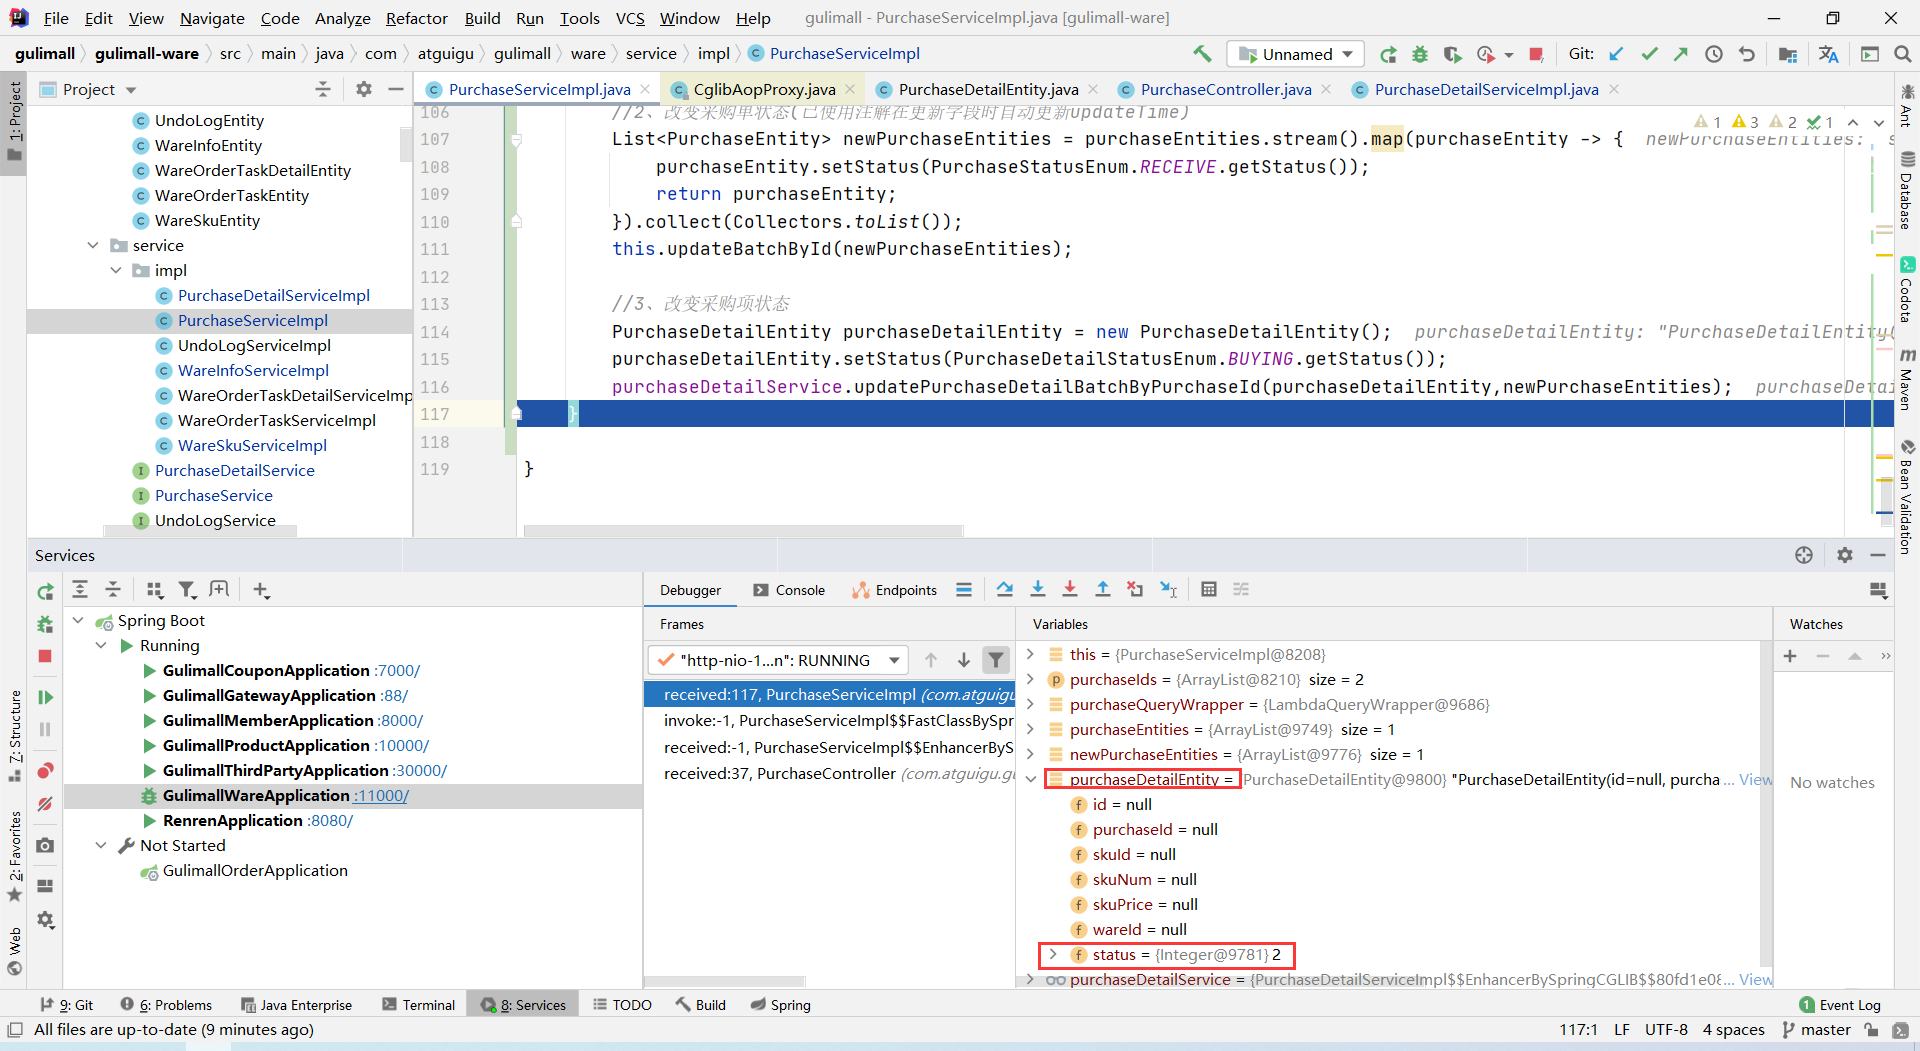 File Edit View Navigate Code Analyze Refactor Build Run Tools VCS Window Help gulimall - PurchaseServiceImpl.java [gulimall-ware]
gulimall gulimall-ware src main java com atguigu gulimall ware service impl PurchaseServiceImpl Unnamed Git:
Project PurchaseServiceImpl.java CglibAopProxy.java PurchaseDetailEntity.java PurchaseController.java PurchaseDetailServiceImpl.java
1: Project
UndoLogEntity
WareInfoEntity
WareOrderTaskDetailEntity
WareOrderTaskEntity
WareSkuEntity
service
impl
PurchaseDetailServiceImpl
PurchaseServiceImpl
UndoLogServiceImpl
WareInfoServiceImpl
WareOrderTaskDetailServiceImp
WareOrderTaskServiceImpl
WareSkuServiceImpl
PurchaseDetailService
PurchaseService
UndoLogService
106 //2、改变采购单状态(已使用注解在更新字段时自动更新updateTime)
1 3 2 1
107 List<PurchaseEntity> newPurchaseEntities = purchaseEntities.stream().map(purchaseEntity -> { newPurchaseEntities: s
108 purchaseEntity.setStatus(PurchaseStatusEnum.RECEIVE.getStatus());
109 return purchaseEntity;
110 }).collect(Collectors.toList());
111 this.updateBatchById(newPurchaseEntities);
112
113 //3、改变采购项状态
114 PurchaseDetailEntity purchaseDetailEntity = new PurchaseDetailEntity(); purchaseDetailEntity: "PurchaseDetailEntity(
115 purchaseDetailEntity.setStatus(PurchaseDetailStatusEnum.BUYING.getStatus());
116 purchaseDetailService.updatePurchaseDetailBatchByPurchaseId(purchaseDetailEntity,newPurchaseEntities); purchaseDetai
117 }
118
119 }
Ant
Database
Codota
Maven
Bean Validation
Services
7: Structure
2: Favorites
Web
Spring Boot
Running
GulimallCouponApplication :7000/
GulimallGatewayApplication :88/
GulimallMemberApplication :8000/
GulimallProductApplication :10000/
GulimallThirdPartyApplication :30000/
GulimallWareApplication :11000/
RenrenApplication :8080/
Not Started
GulimallOrderApplication
Debugger Console Endpoints
Frames
"http-nio-1...n": RUNNING
received:117, PurchaseServiceImpl (com.atguigu
invoke:-1, PurchaseServiceImpl$$FastClassBySpr
received:-1, PurchaseServiceImpl$$EnhancerByS
received:37, PurchaseController (com.atguigu.gu
Variables
this = {PurchaseServiceImpl@8208}
purchaseIds = {ArrayList@8210} size = 2
purchaseQueryWrapper = {LambdaQueryWrapper@9686}
purchaseEntities = {ArrayList@9749} size = 1
newPurchaseEntities = {ArrayList@9776} size = 1
purchaseDetailEntity = PurchaseDetailEntity@9800} "PurchaseDetailEntity(id=null, purcha ... View
id = null
purchaseId = null
skuId = null
skuNum = null
skuPrice = null
wareId = null
status = {Integer@9781} 2
purchaseDetailService = {PurchaseDetailServiceImpl$$EnhancerBySpringCGLIB$$80fd1e08... View
Watches
No watches
9: Git 6: Problems Java Enterprise Terminal 8: Services TODO Build Spring 1 Event Log
All files are up-to-date (9 minutes ago) 117:1 LF UTF-8 4 spaces master